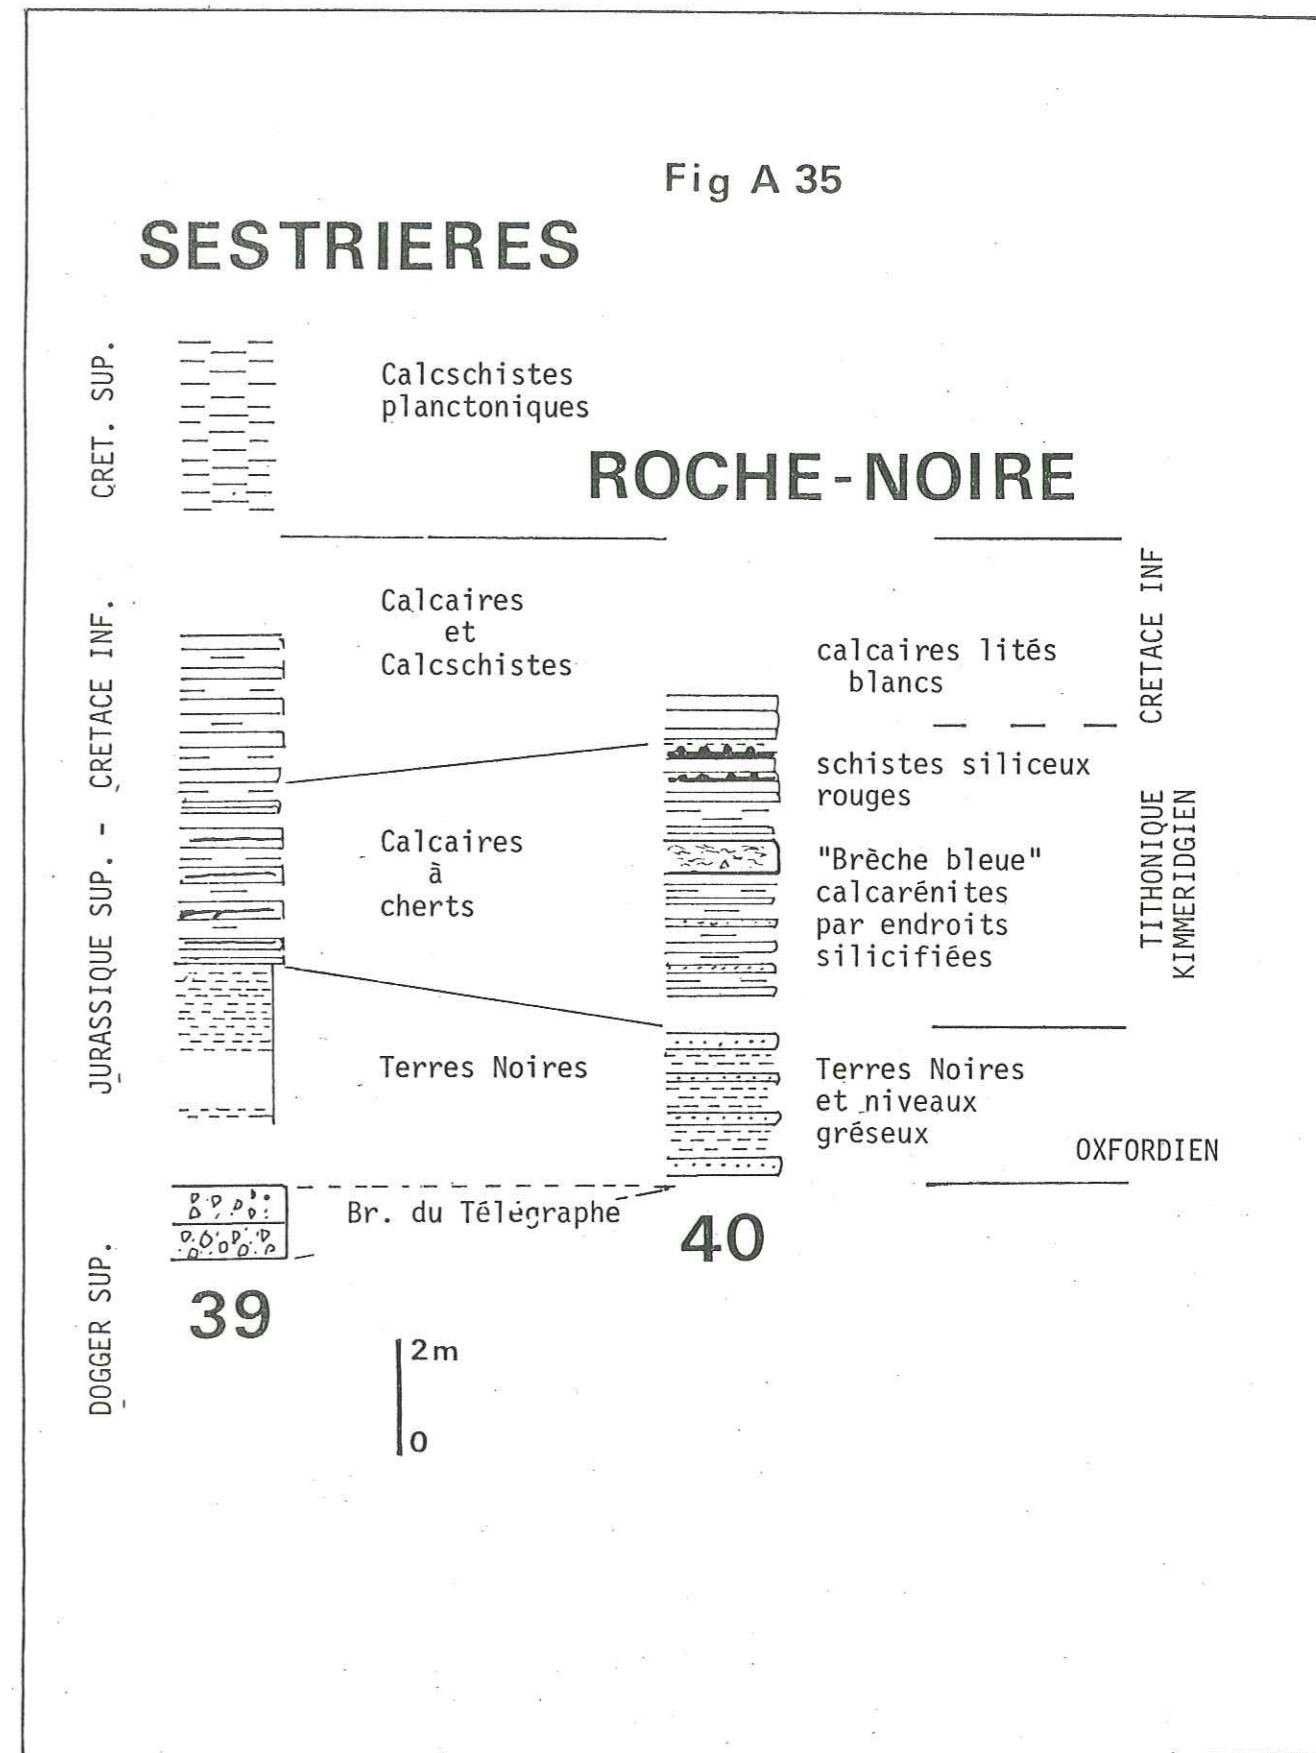 Fig A 35
SESTRIERES
CRET. SUP.
Calcschistes
planctoniques
ROCHE-NOIRE
JURASSIQUE SUP. - CRETACE INF.
Calcaires
et
Calcschistes
calcaires lités
blancs
CRETACE INF
schistes siliceux
rouges
Calcaires
à
cherts
"Brèche bleue"
calcarénites
par endroits
silicifiées
TITHONIQUE
KIMMERIDGIEN
Terres Noires
Terres Noires
et niveaux
gréseux
OXFORDIEN
Br. du Télégraphe
40
DOGGER SUP.
39
2m
0